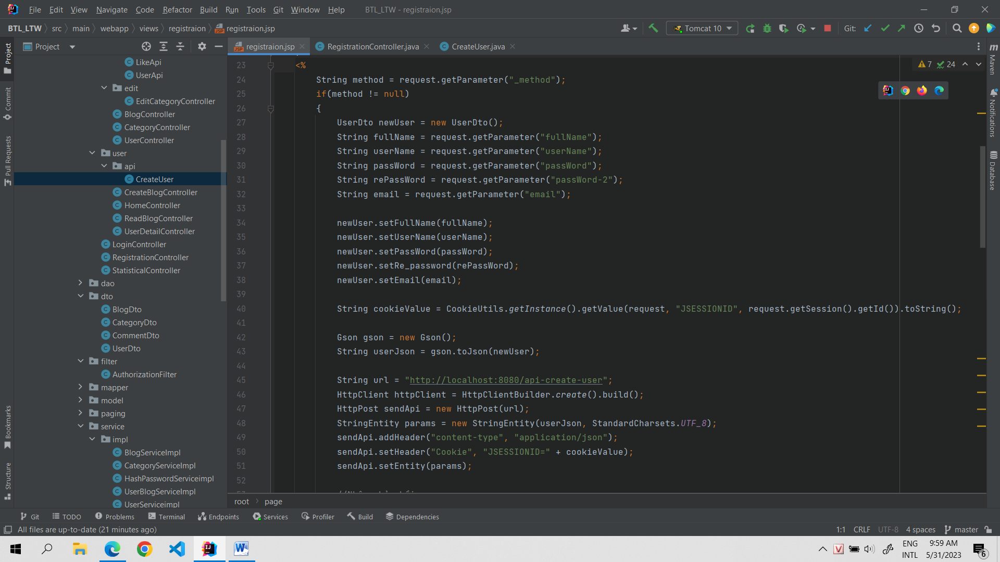 File Edit View Navigate Code Refactor Build Run Tools Git Window Help BTL_LTW - registraion.jsp
BTL_LTW src main webapp views registraion registraion.jsp Tomcat 10 Git:
Project
registraion.jsp RegistrationController.java CreateUser.java
Project
Commit
Pull Requests
Bookmarks
Structure
LikeApi
UserApi
edit
EditCategoryController
BlogController
CategoryController
UserController
user
api
CreateUser
CreateBlogController
HomeController
ReadBlogController
UserDetailController
LoginController
RegistrationController
StatisticalController
dao
dto
BlogDto
CategoryDto
CommentDto
UserDto
filter
AuthorizationFilter
mapper
model
paging
service
impl
BlogServiceImpl
CategoryServiceImpl
HashPasswordServiceimpl
UserBlogServiceImpl
UserServiceimpl
7 24
23 <%
24 String method = request.getParameter("_method");
25 if(method != null)
26 {
27 UserDto newUser = new UserDto();
28 String fullName = request.getParameter("fullName");
29 String userName = request.getParameter("userName");
30 String passWord = request.getParameter("passWord");
31 String rePassWord = request.getParameter("passWord-2");
32 String email = request.getParameter("email");
33
34 newUser.setFullName(fullName);
35 newUser.setUserName(userName);
36 newUser.setPassWord(passWord);
37 newUser.setRe_password(rePassWord);
38 newUser.setEmail(email);
39
40 String cookieValue = CookieUtils.getInstance().getValue(request, "JSESSIONID", request.getSession().getId()).toString();
41
42 Gson gson = new Gson();
43 String userJson = gson.toJson(newUser);
44
45 String url = "http://localhost:8080/api-create-user";
46 HttpClient httpClient = HttpClientBuilder.create().build();
47 HttpPost sendApi = new HttpPost(url);
48 StringEntity params = new StringEntity(userJson, StandardCharsets.UTF_8);
49 sendApi.addHeader("content-type", "application/json");
50 sendApi.setHeader("Cookie", "JSESSIONID=" + cookieValue);
51 sendApi.setEntity(params);
52
Maven
Notifications
Database
root page
Git TODO Problems Terminal Endpoints Services Profiler Build Dependencies
All files are up-to-date (21 minutes ago) 1:1 CRLF UTF-8 4 spaces master
ENG 9:59 AM
INTL 5/31/2023 6